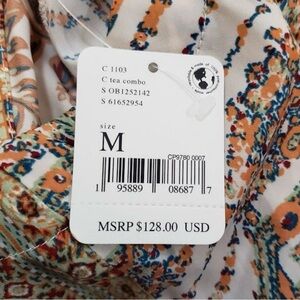 C 1103
C tea combo
S OB1252142
S 61652954
size
M
CP9780 0007
1 95889 08687 7
MSRP $128.00 USD